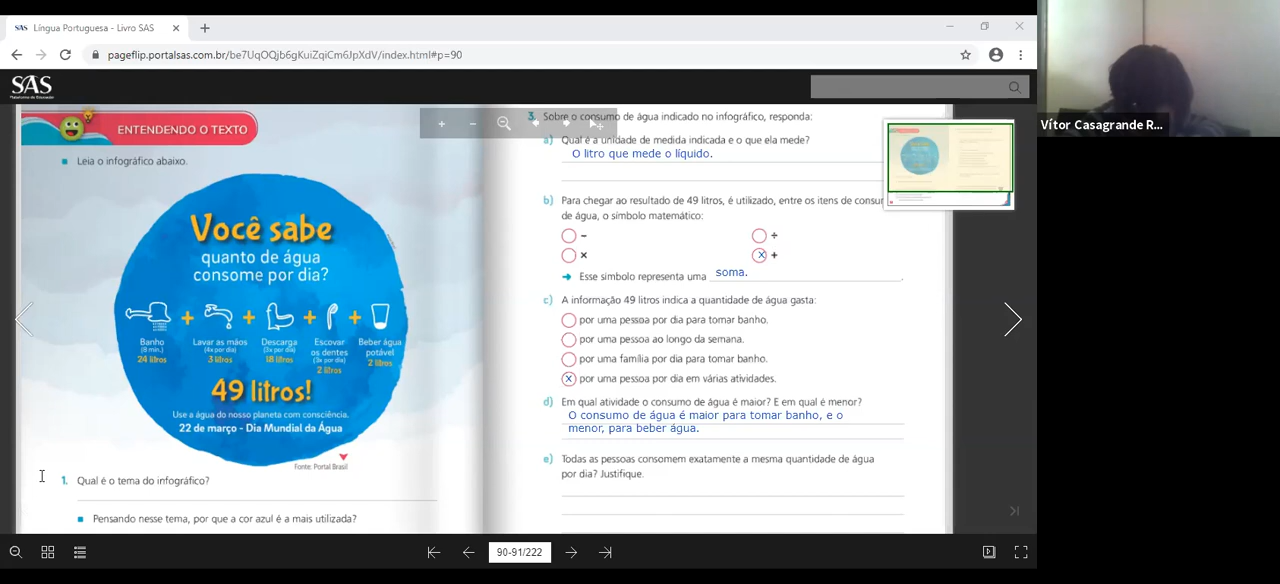 SAS Língua Portuguesa - Livro SAS
pageflip.portalsas.com.br/be7UqOQjb6gKuiZqiCm6JpXdV/index.html#p=90
SAS
ENTENDENDO O TEXTO
Leia o infográfico abaixo.
Você sabe
quanto de água
consome por dia?
+ + + +
Banho
(8 min.)
24 litros
Lavar as mãos
(4x por dia)
3 litros
Descarga
(3x por dia)
18 litros
Escovar
os dentes
(3x por dia)
2 litros
Beber água
potável
2 litros
49 litros!
Use a água do nosso planeta com consciência.
22 de março - Dia Mundial da Água
Fonte: Portal Brasil
1. Qual é o tema do infográfico?
Pensando nesse tema, por que a cor azul é a mais utilizada?
3. Sobre o consumo de água indicado no infográfico, responda:
a) Qual é a unidade de medida indicada e o que ela mede?
O litro que mede o líquido.
b) Para chegar ao resultado de 49 litros, é utilizado, entre os itens de consu
de água, o símbolo matemático:
- ÷
× x +
Esse símbolo representa uma soma.
c) A informação 49 litros indica a quantidade de água gasta:
por uma pessoa por dia para tomar banho.
por uma pessoa ao longo da semana.
por uma família por dia para tomar banho.
x por uma pessoa por dia em várias atividades.
d) Em qual atividade o consumo de água é maior? E em qual é menor?
O consumo de água é maior para tomar banho, e o
menor, para beber água.
e) Todas as pessoas consomem exatamente a mesma quantidade de água
por dia? Justifique.
90-91/222
Vítor Casagrande R...